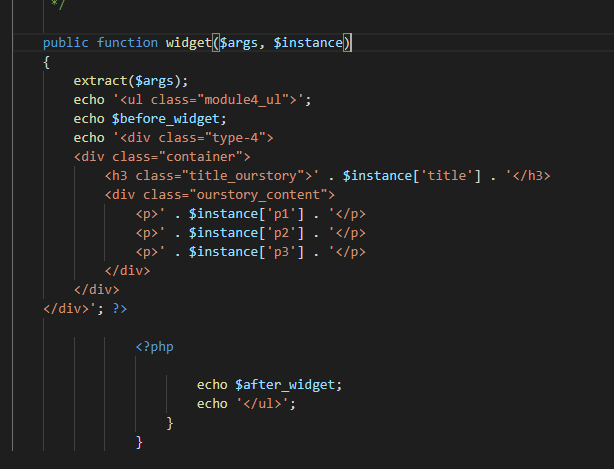 */
public function widget($args, $instance)
{
extract($args);
echo '<ul class="module4_ul">';
echo $before_widget;
echo '<div class="type-4">
<div class="container">
<h3 class="title_ourstory">' . $instance['title'] . '</h3>
<div class="ourstory_content">
<p>' . $instance['p1'] . '</p>
<p>' . $instance['p2'] . '</p>
<p>' . $instance['p3'] . '</p>
</div>
</div>
</div>'; ?>
<?php
echo $after_widget;
echo '</ul>';
}
}